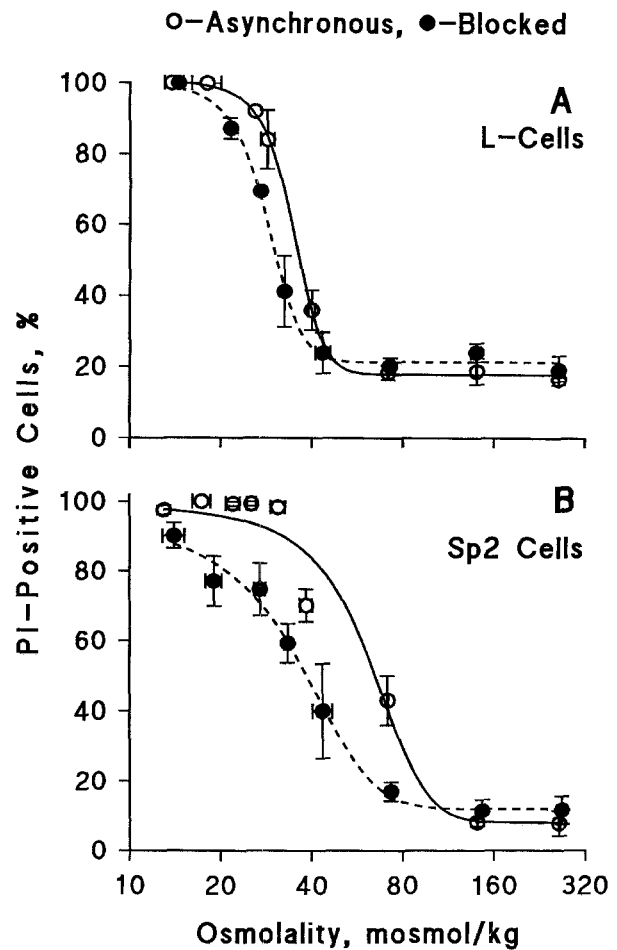 o–Asynchronous, ●–Blocked
A
L–Cells
100
80
60
40
20
0
PI–Positive Cells, %
B
Sp2 Cells
100
80
60
40
20
0
10 20 40 80 160 320
Osmolality, mosmol/kg